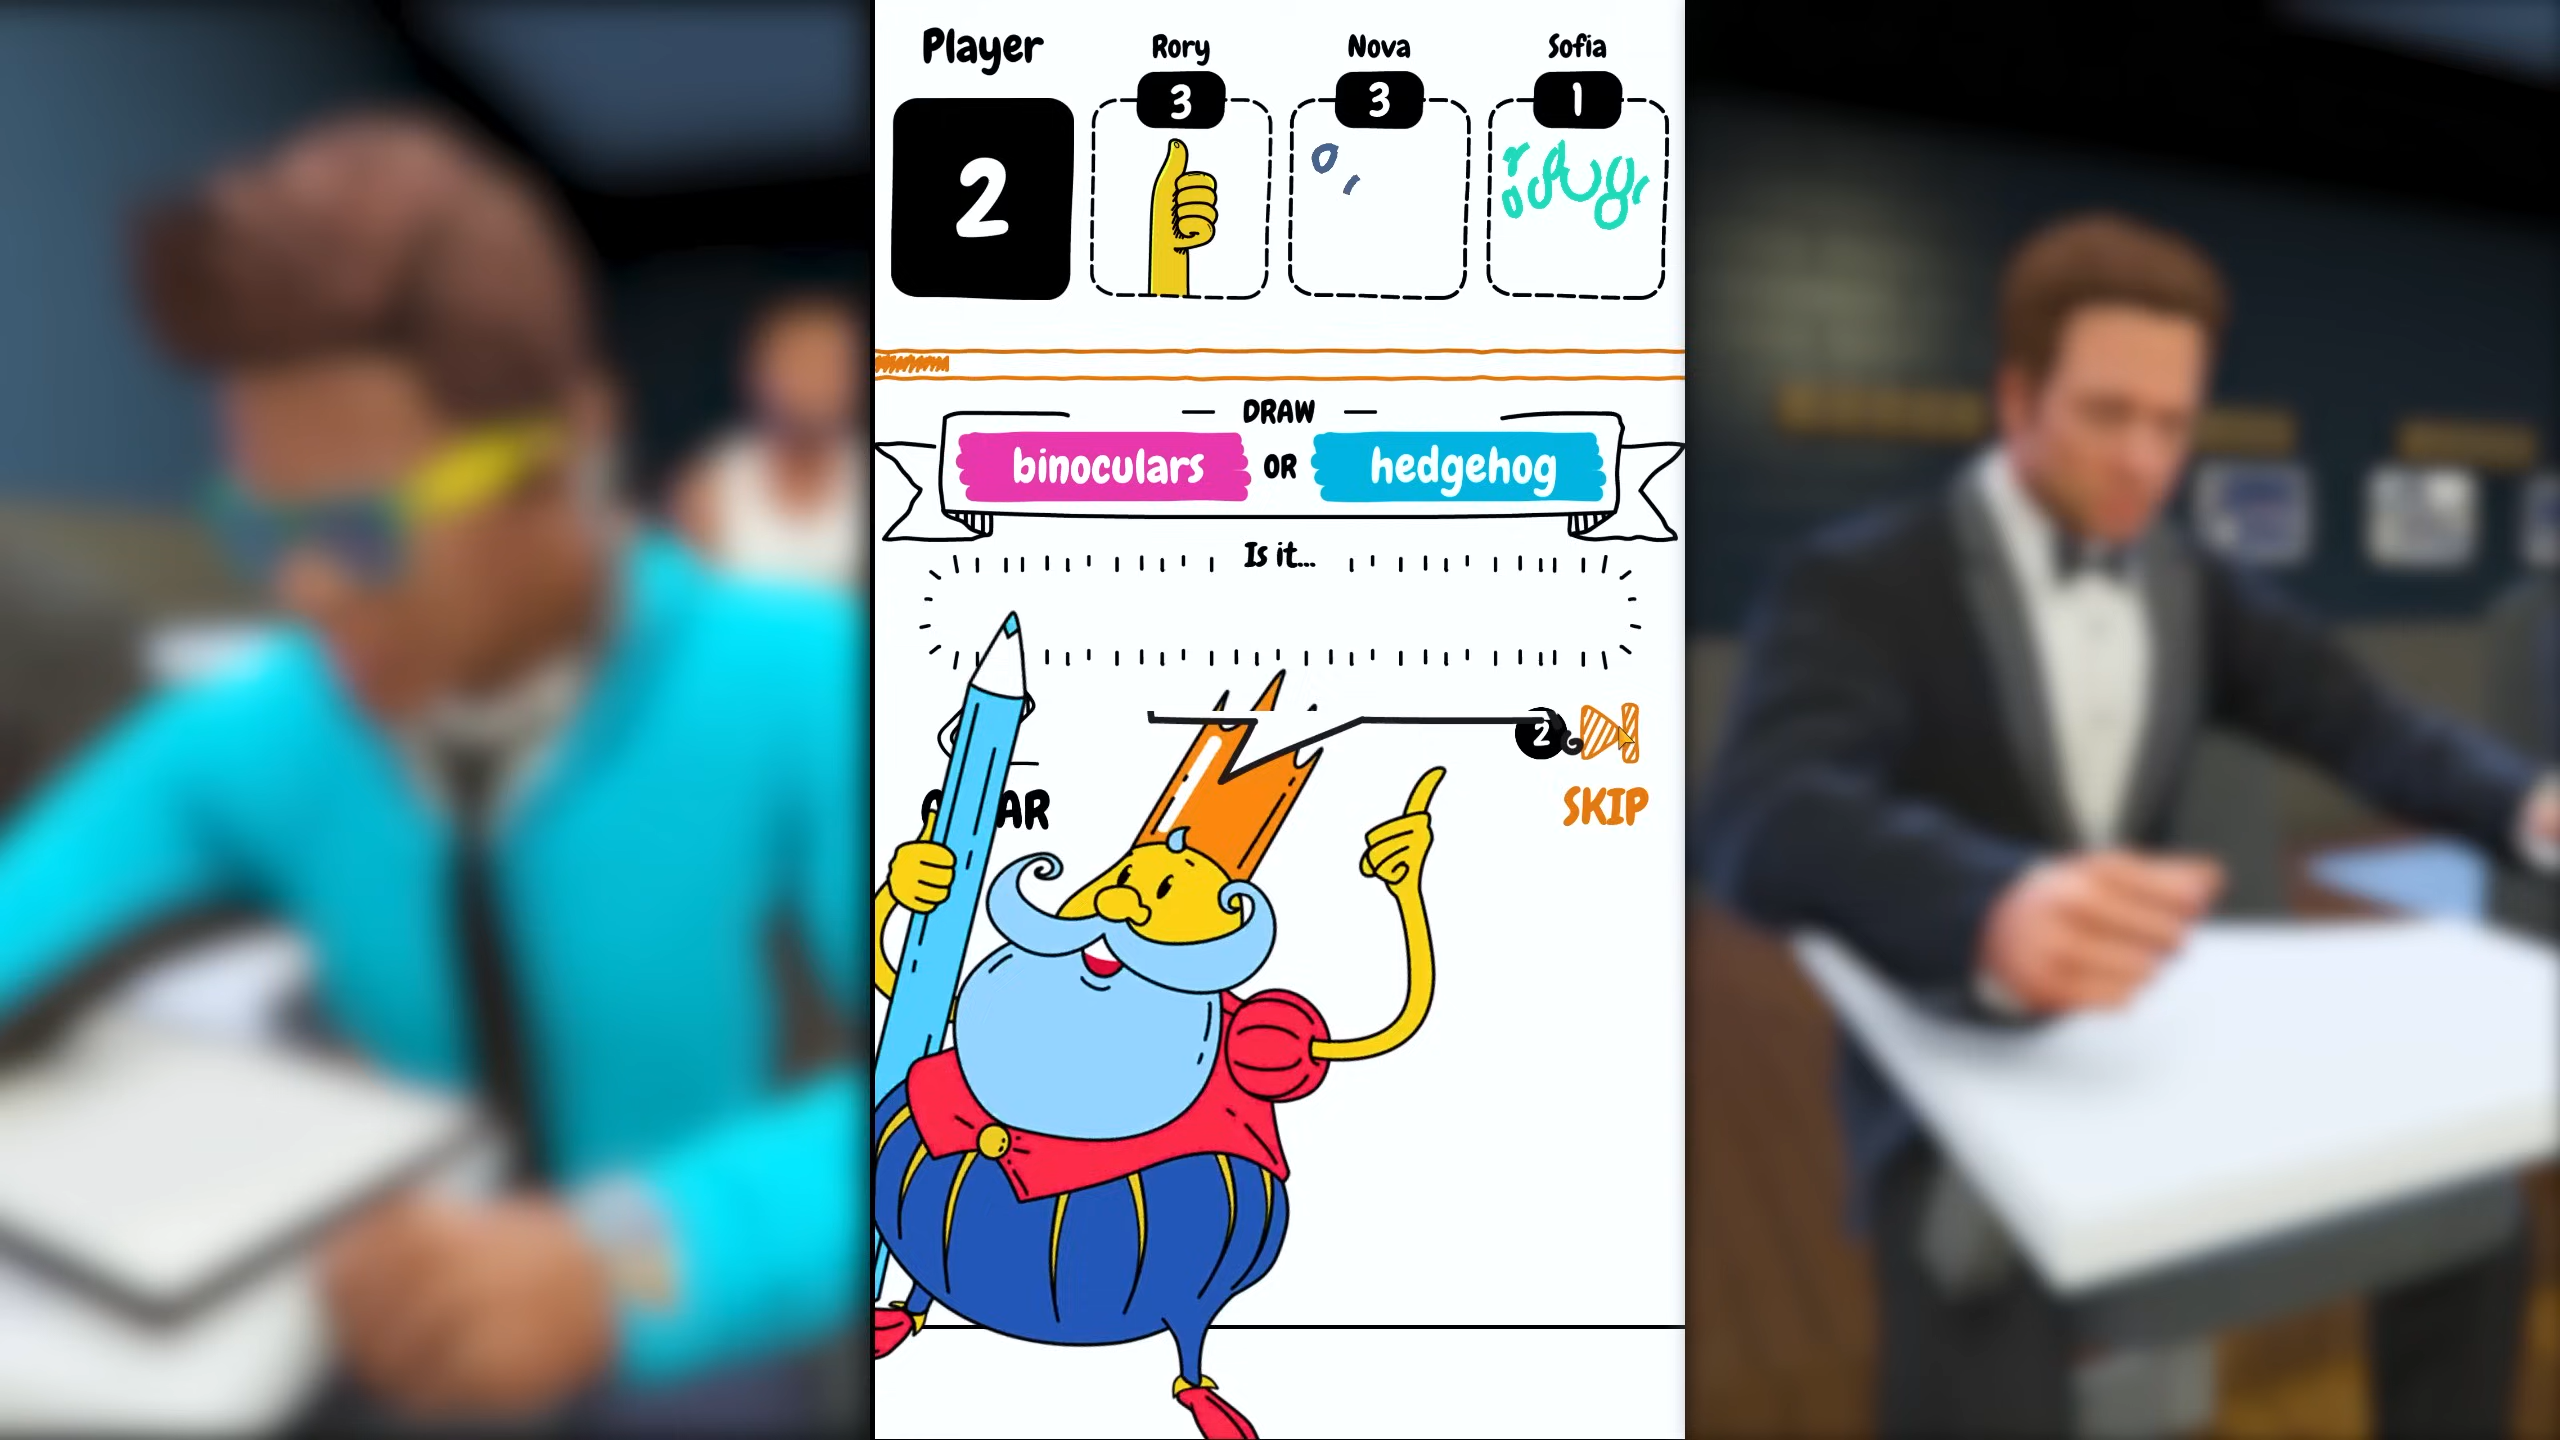 Player
Rory
Nova
Sofia
2
3
3
1
DRAW
binoculars OR hedgehog
Is it...
2
SKIP